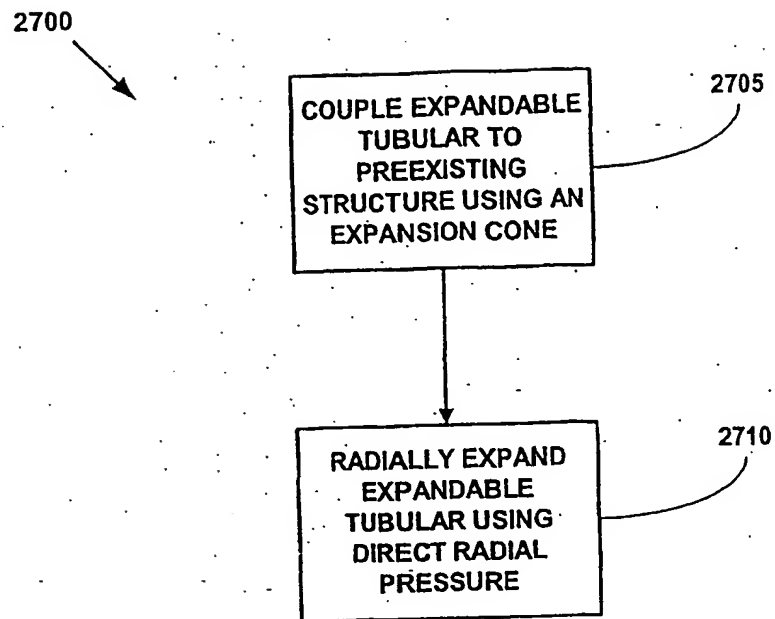 2700
2705
COUPLE EXPANDABLE
TUBULAR TO
PREEXISTING
STRUCTURE USING AN
EXPANSION CONE
2710
RADIALLY EXPAND
EXPANDABLE
TUBULAR USING
DIRECT RADIAL
PRESSURE